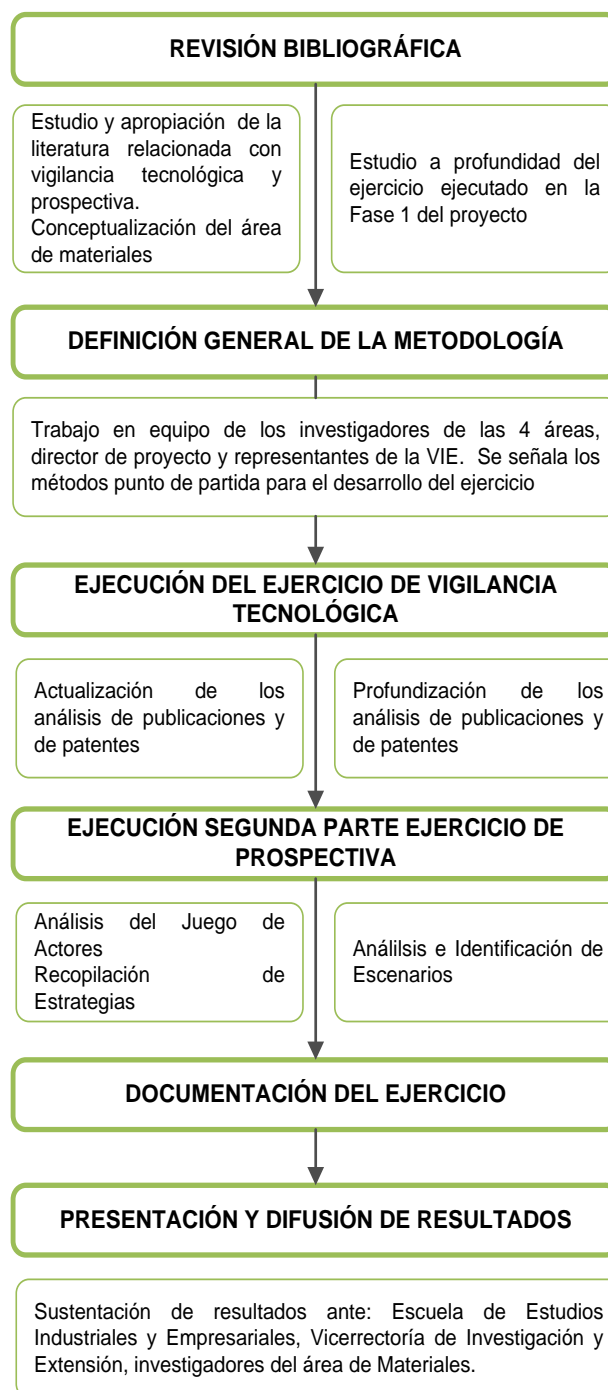 REVISIÓN BIBLIOGRÁFICA
Estudio y apropiación de la
literatura relacionada con
vigilancia tecnológica y
prospectiva.
Conceptualización del área
de materiales
Estudio a profundidad del
ejercicio ejecutado en la
Fase 1 del proyecto
DEFINICIÓN GENERAL DE LA METODOLOGÍA
Trabajo en equipo de los investigadores de las 4 áreas,
director de proyecto y representantes de la VIE. Se señala los
métodos punto de partida para el desarrollo del ejercicio
EJECUCIÓN DEL EJERCICIO DE VIGILANCIA
TECNOLÓGICA
Actualización de los
análisis de publicaciones y
de patentes
Profundización de los
análisis de publicaciones y
de patentes
EJECUCIÓN SEGUNDA PARTE EJERCICIO DE
PROSPECTIVA
Análisis del Juego de
Actores
Recopilación de
Estrategias
Análilsis e Identificación de
Escenarios
DOCUMENTACIÓN DEL EJERCICIO
PRESENTACIÓN Y DIFUSIÓN DE RESULTADOS
Sustentación de resultados ante: Escuela de Estudios
Industriales y Empresariales, Vicerrectoría de Investigación y
Extensión, investigadores del área de Materiales.